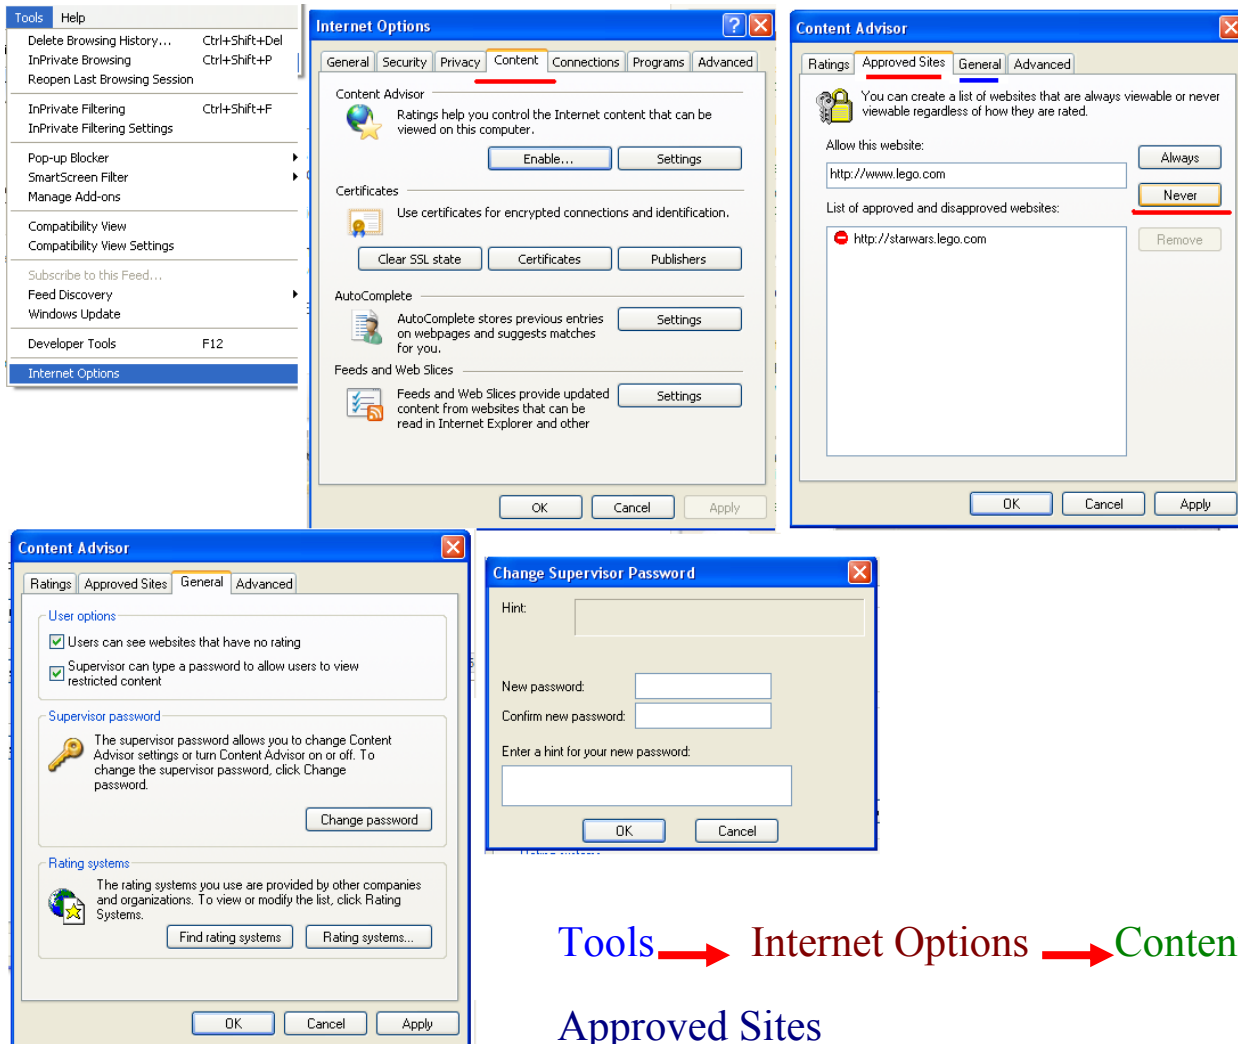 Tools Help
Delete Browsing History... Ctrl+Shift+Del
InPrivate Browsing Ctrl+Shift+P
Reopen Last Browsing Session
InPrivate Filtering Ctrl+Shift+F
InPrivate Filtering Settings
Pop-up Blocker
SmartScreen Filter
Manage Add-ons
Compatibility View
Compatibility View Settings
Subscribe to this Feed...
Feed Discovery
Windows Update
Developer Tools F12
Internet Options
Internet Options
General Security Privacy Content Connections Programs Advanced
Content Advisor
Ratings help you control the Internet content that can be
viewed on this computer.
Enable... Settings
Certificates
Use certificates for encrypted connections and identification.
Clear SSL state Certificates Publishers
AutoComplete
AutoComplete stores previous entries
on webpages and suggests matches
for you.
Settings
Feeds and Web Slices
Feeds and Web Slices provide updated
content from websites that can be
read in Internet Explorer and other
Settings
OK Cancel Apply
Content Advisor
Ratings Approved Sites General Advanced
You can create a list of websites that are always viewable or never
viewable regardless of how they are rated.
Allow this website:
http://www.lego.com
Always
Never
List of approved and disapproved websites:
http://starwars.lego.com
Remove
OK Cancel Apply
Content Advisor
Ratings Approved Sites General Advanced
User options
Users can see websites that have no rating
Supervisor can type a password to allow users to view
restricted content
Supervisor password
The supervisor password allows you to change Content
Advisor settings or turn Content Advisor on or off. To
change the supervisor password, click Change
password.
Change password
Rating systems
The rating systems you use are provided by other companies
and organizations. To view or modify the list, click Rating
Systems.
Find rating systems Rating systems...
OK Cancel Apply
Change Supervisor Password
Hint:
New password:
Confirm new password:
Enter a hint for your new password:
OK Cancel
Tools Internet Options Conten
Approved Sites